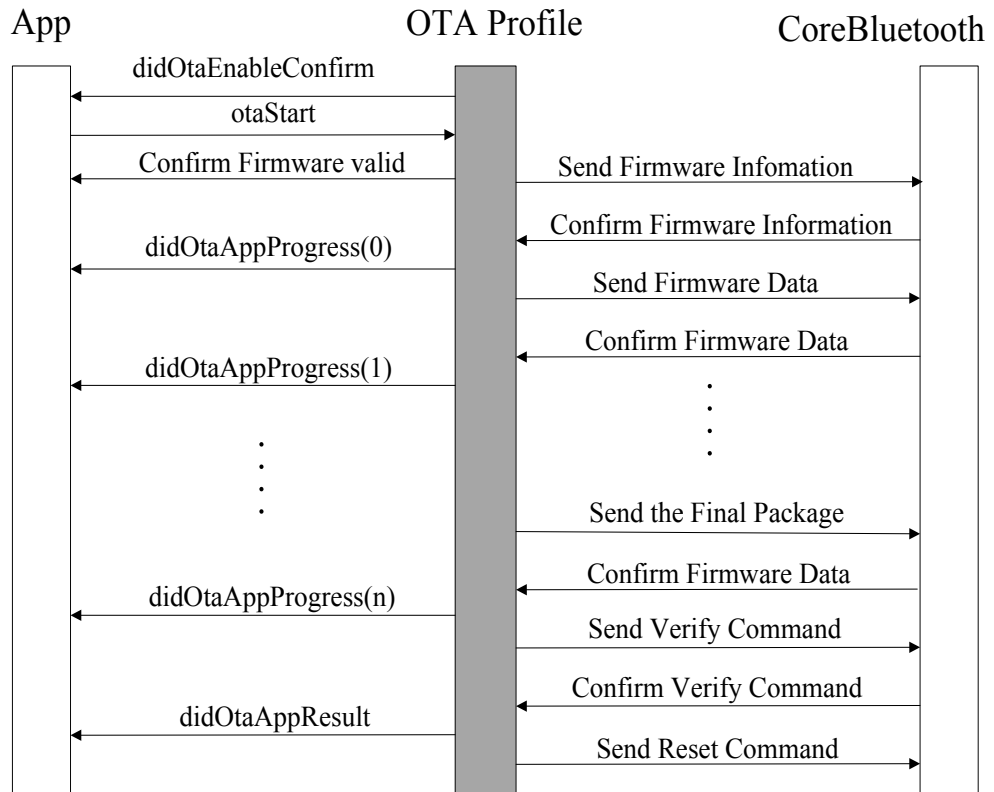 App
OTA Profile
CoreBluetooth
didOtaEnableConfirm
otaStart
Confirm Firmware valid
Send Firmware Infomation
Confirm Firmware Information
didOtaAppProgress(0)
Send Firmware Data
Confirm Firmware Data
didOtaAppProgress(1)
Send the Final Package
Confirm Firmware Data
didOtaAppProgress(n)
Send Verify Command
Confirm Verify Command
didOtaAppResult
Send Reset Command